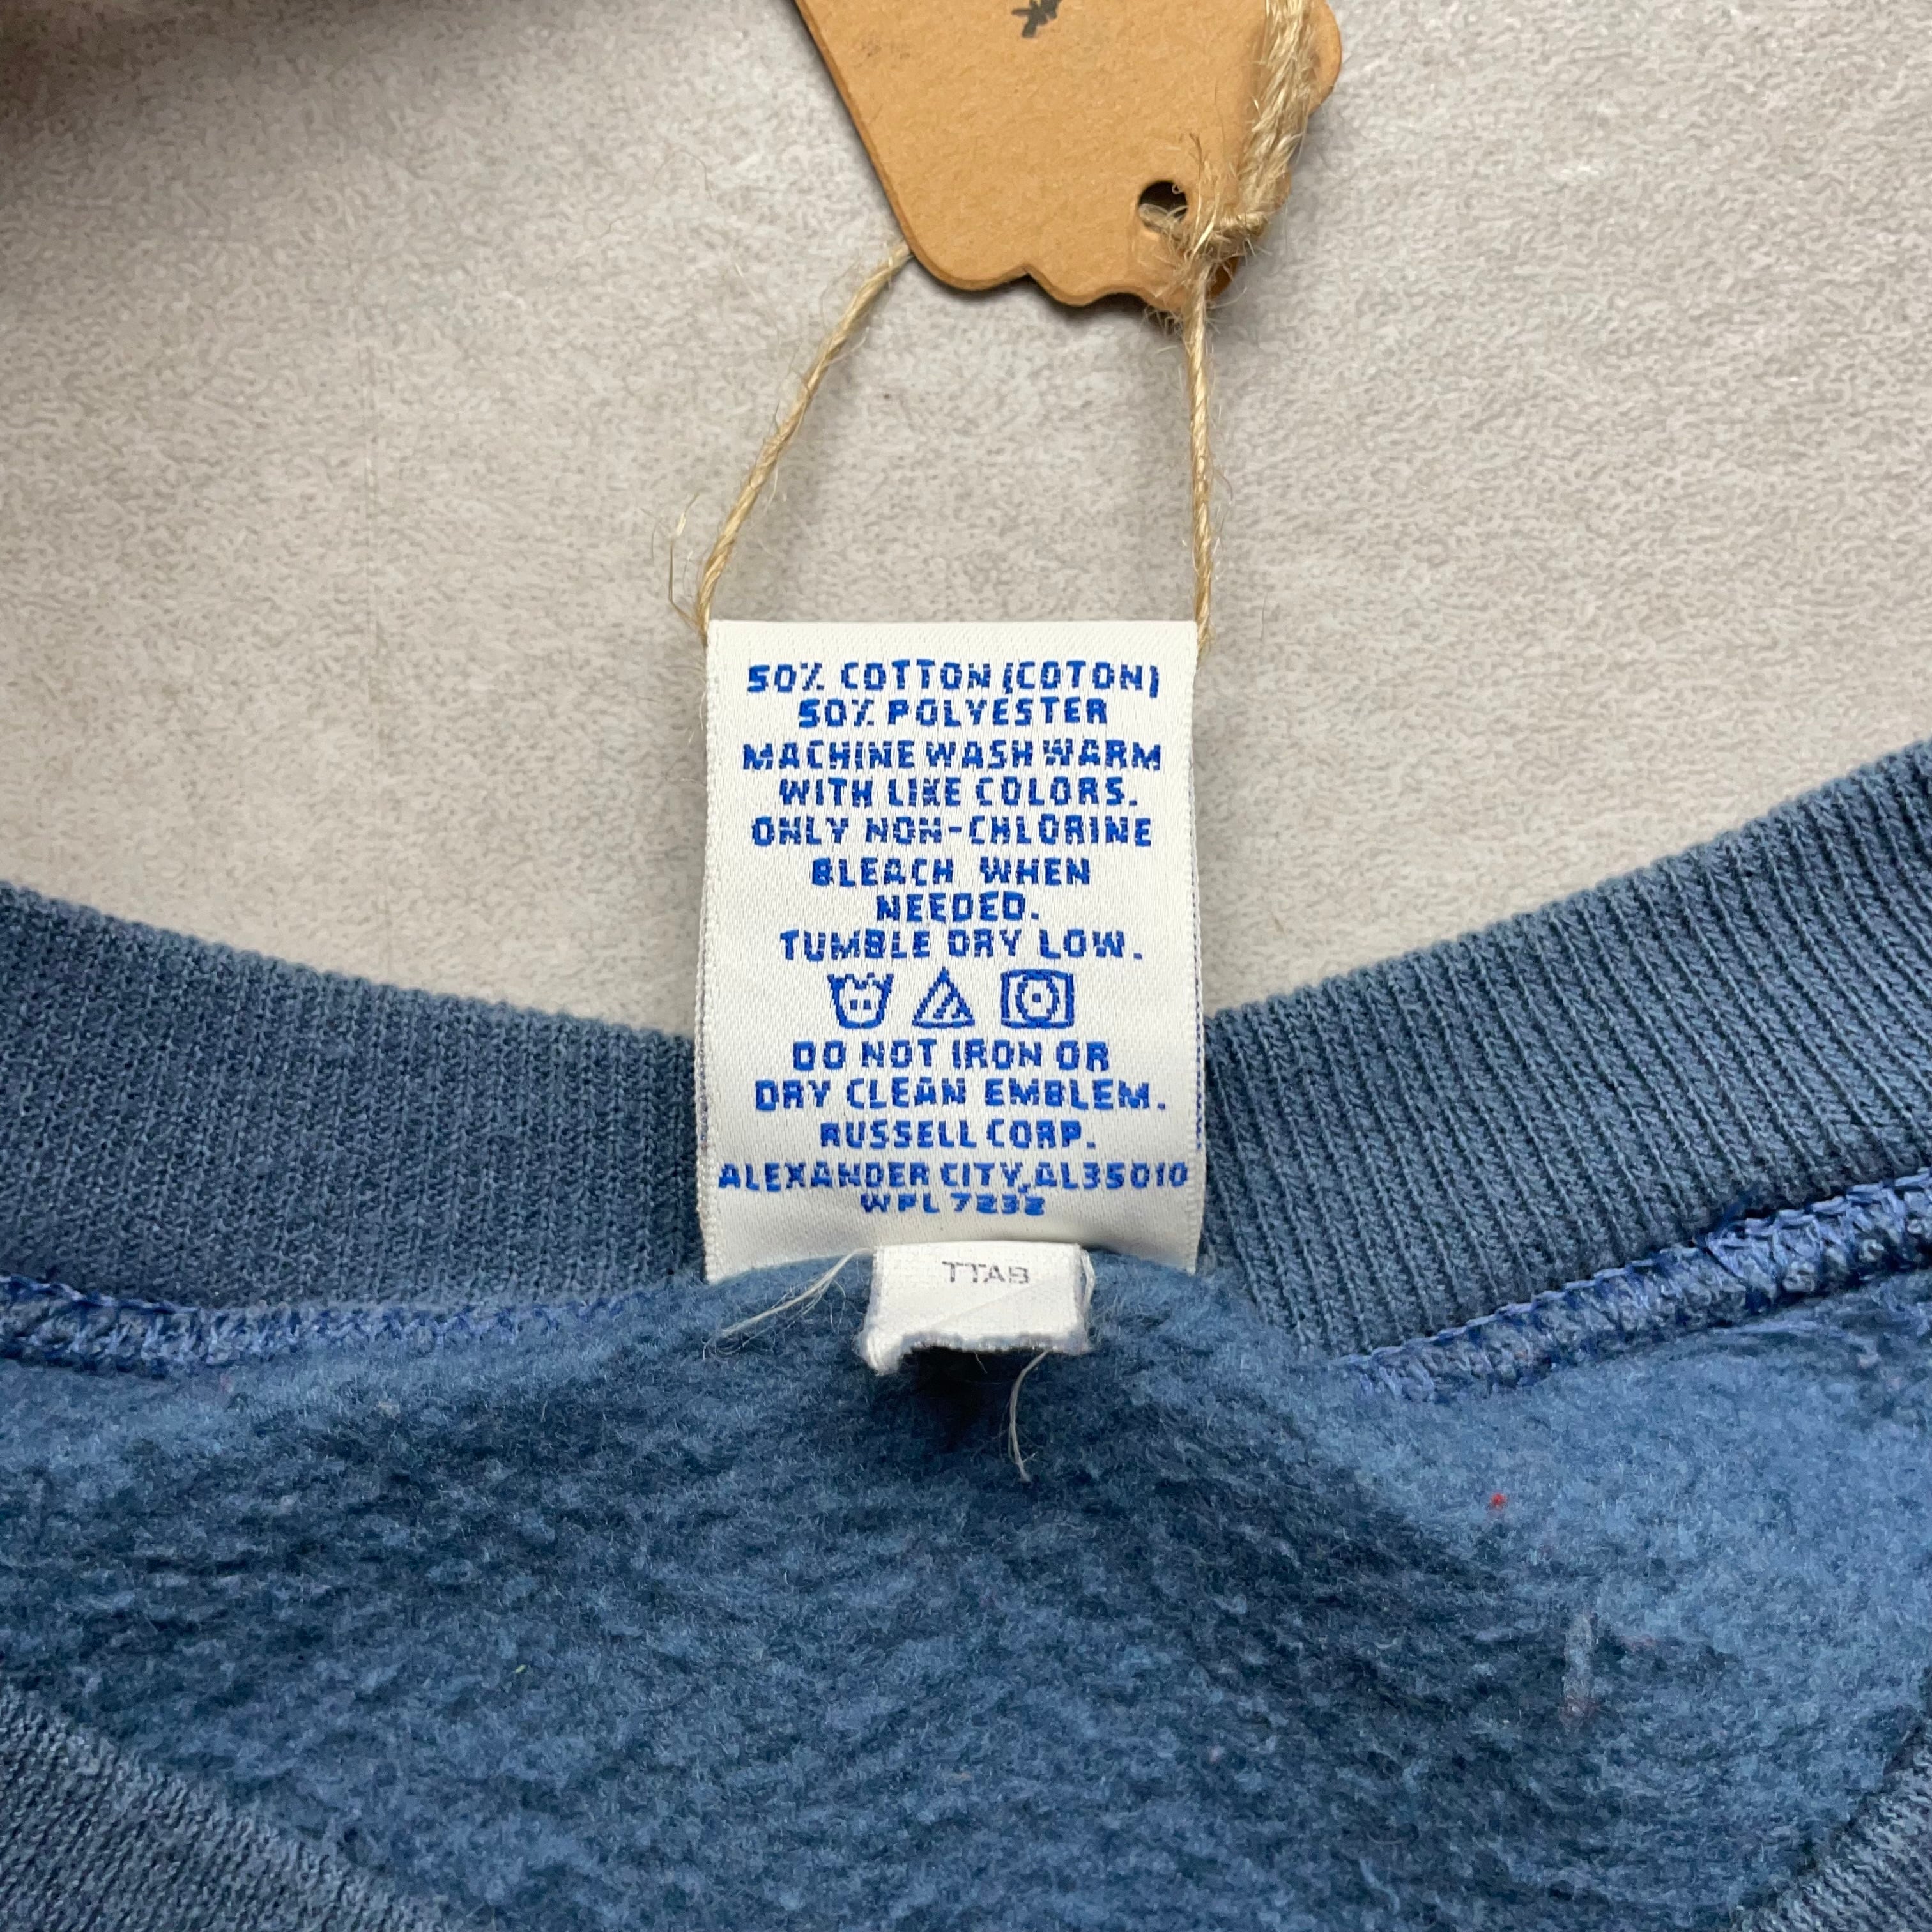 50% COTTON (COTON)
50% POLYESTER
MACHINE WASH WARM
WITH LIKE COLORS.
ONLY NON-CHLORINE
BLEACH WHEN
NEEDED.
TUMBLE DRY LOW.
DO NOT IRON OR
DRY CLEAN EMBLEM.
RUSSELL CORP.
ALEXANDER CITY, AL35010
WPL 7232
TTAB